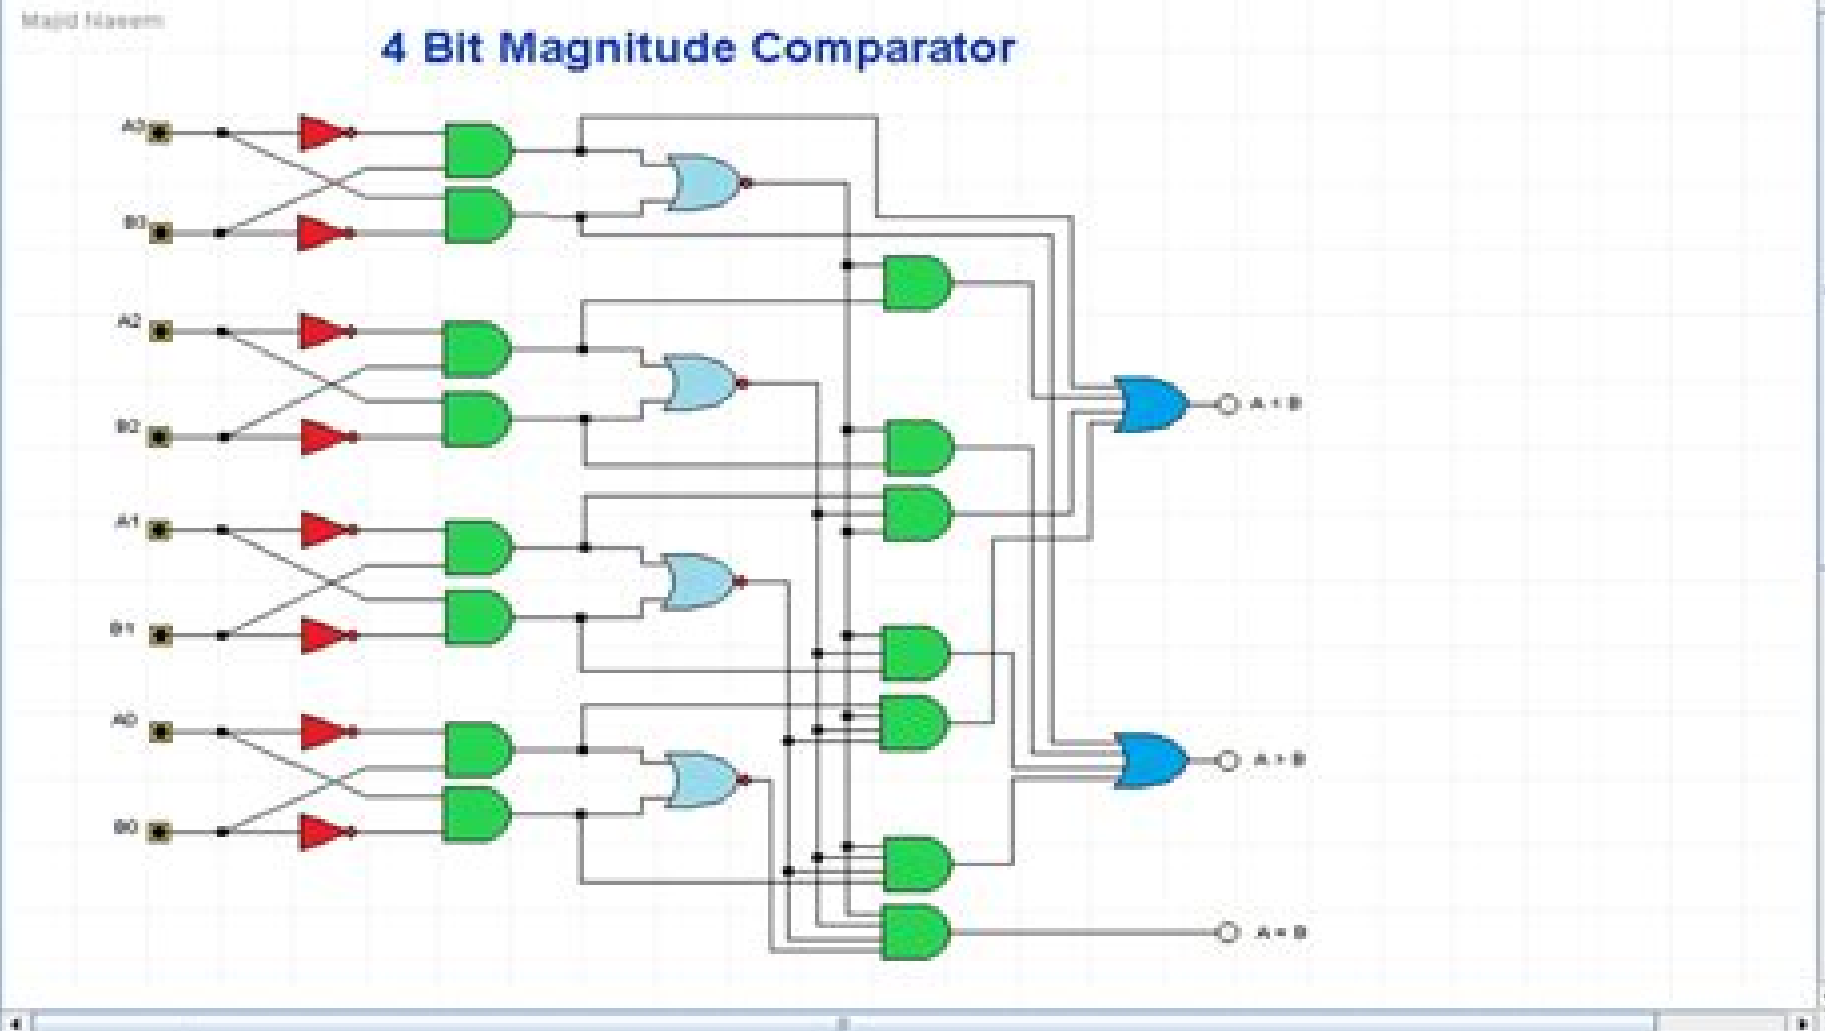 Majid Naeem
4 Bit Magnitude Comparator
A3
B3
A2
B2
A < B
A1
B1
A0
A > B
B0
A = B